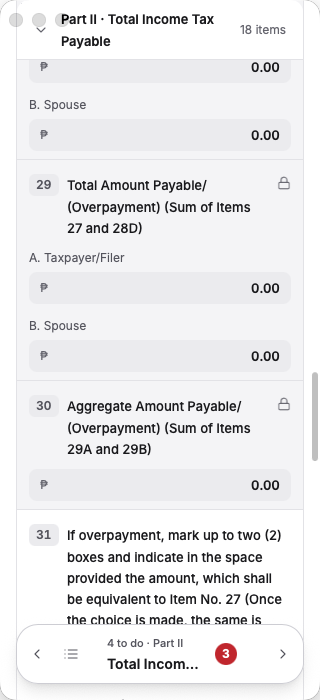 Part II · Total Income Tax
Payable
18 items
₱ 0.00
B. Spouse
₱ 0.00
29 Total Amount Payable/
(Overpayment) (Sum of Items
27 and 28D)
A. Taxpayer/Filer
₱ 0.00
B. Spouse
₱ 0.00
30 Aggregate Amount Payable/
(Overpayment) (Sum of Items
29A and 29B)
₱ 0.00
31 If overpayment, mark up to two (2)
boxes and indicate in the space
provided the amount, which shall
be equivalent to Item No. 27 (Once
the choice is made, the same is
4 to do · Part II
Total Incom... 3